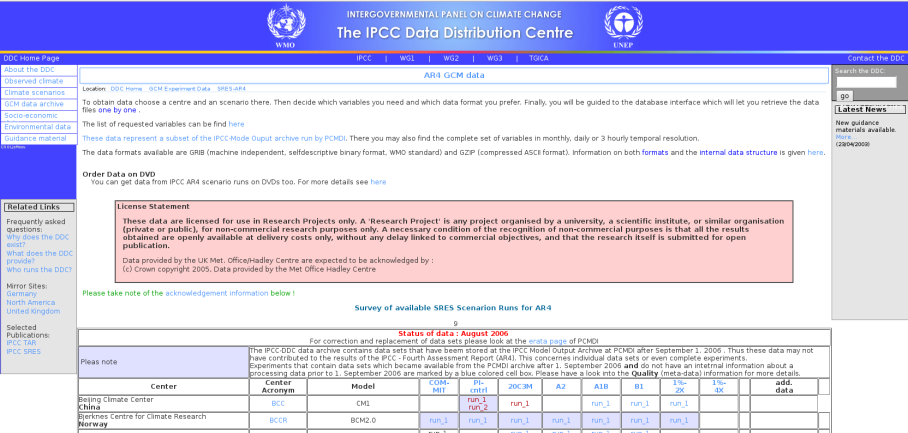 INTERGOVERNMENTAL PANEL ON CLIMATE CHANGE
The IPCC Data Distribution Centre
WMO
UNEP
DDC Home Page
IPCC | WG1 | WG2 | WG3 | TGICA
Contact the DDC
About the DDC
Observed climate
Climate scenarios
GCM data archive
Socio-economic
Environmental data
Guidance material
Related Links
Frequently asked
questions:
Why does the DDC
exist?
What does the DDC
provide?
Who runs the DDC?
Mirror Sites:
Germany
North America
United Kingdom
Selected
Publications:
IPCC TAR
IPCC SRES
AR4 GCM data
Location: DDC Home GCM Experiment Data SRES-AR4
To obtain data choose a centre and an scenario there. Then decide which variables you need and which data format you prefer. Finally, you will be guided to the database interface which will let you retrieve the data
files one by one .
The list of requested variables can be find here
These data represent a subset of the IPCC-Mode Ouput archive run by PCMDI. There you may also find the complete set of variables in monthly, daily or 3 hourly temporal resolution.
The data formats available are GRIB (machine independent, selfdescriptive binary format, WMO standard) and GZIP (compressed ASCII format). Information on both formats and the internal data structure is given here.
Order Data on DVD
You can get data from IPCC AR4 scenario runs on DVDs too. For more details see here
License Statement
These data are licensed for use in Research Projects only. A 'Research Project' is any project organised by a university, a scientific institute, or similar organisation
(private or public), for non-commercial research purposes only. A necessary condition of the recognition of non-commercial purposes is that all the results
obtained are openly available at delivery costs only, without any delay linked to commercial objectives, and that the research itself is submitted for open
publication.
Data provided by the UK Met. Office/Hadley Centre are expected to be acknowledged by :
(c) Crown copyright 2005, Data provided by the Met Office Hadley Centre
Please take note of the acknowledgement information below !
Survey of available SRES Scenarion Runs for AR4
9
Status of data : August 2006
For correction and replacement of data sets please look at the errata page of PCMDI
Pleas note
The IPCC-DDC data archive contains data sets that have beem stored at the IPCC Model Output Archive at PCMDI after September 1. 2006 . Thus these data may not
have contributed to the results of the IPCC - Fourth Assessment Report (AR4). This concernes individual data sets or even complete experiments.
Experiments that contain data sets which became available from the PCMDI archive after 1. September 2006 and do not have an internal information about a
processing data prior to 1. September 2006 are marked by a blue colored cell box. Please have a look into the Quality (meta-data) information for more details.
Center
Center
Acronym
Model
COM-
MIT
PI-
cntrl
20C3M
A2
A1B
B1
1%-
2X
1%-
4X
add.
data
Beijing Climate Center
China
BCC
CM1
run_1
run_2
run_1
run_1
run_1
run_1
Bjerknes Centre for Climate Research
Norway
BCCR
BCM2.0
run_1
run_1
run_1
run_1
run_1
run_1
run_1
Search the DDC:
go
Latest News
New guidance
materials available.
More...
(23/04/2003)